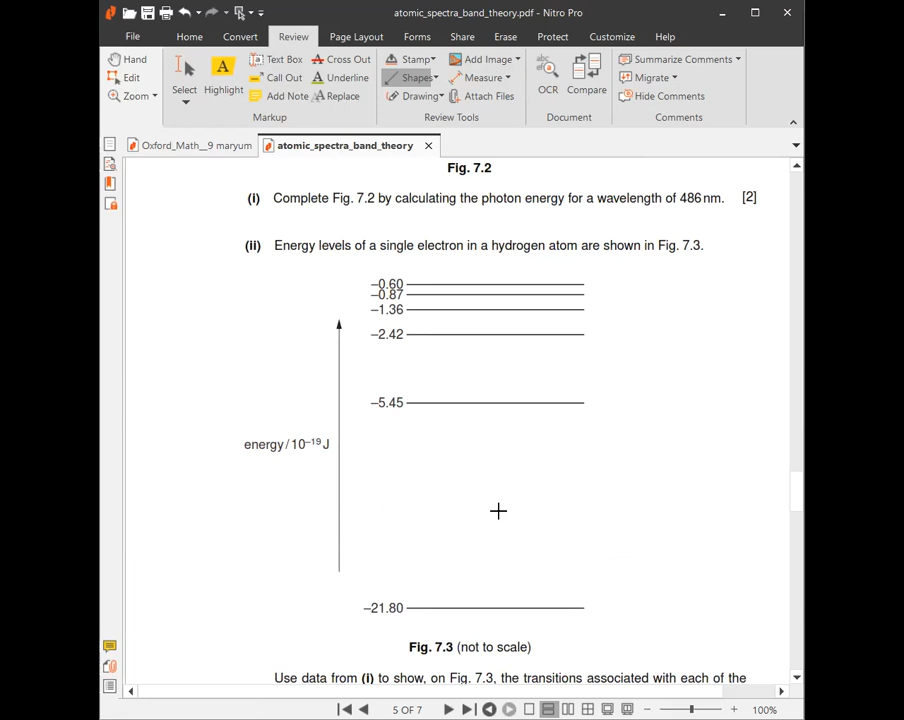 atomic_spectra_band_theory.pdf - Nitro Pro
File Home Convert Review Page Layout Forms Share Erase Protect Customize Help
Hand
Edit
Zoom
Select
Highlight
Text Box
Call Out
Add Note
Cross Out
Underline
Replace
Markup
Stamp
Shapes
Drawing
Add Image
Measure
Attach Files
Review Tools
OCR
Compare
Document
Summarize Comments
Migrate
Hide Comments
Comments
Oxford_Math__9 maryum
atomic_spectra_band_theory
Fig. 7.2
(i) Complete Fig. 7.2 by calculating the photon energy for a wavelength of 486 nm. [2]
(ii) Energy levels of a single electron in a hydrogen atom are shown in Fig. 7.3.
–0.60
–0.87
–1.36
–2.42
–5.45
energy / 10⁻¹⁹ J
–21.80
Fig. 7.3 (not to scale)
Use data from (i) to show, on Fig. 7.3, the transitions associated with each of the
5 OF 7
100%